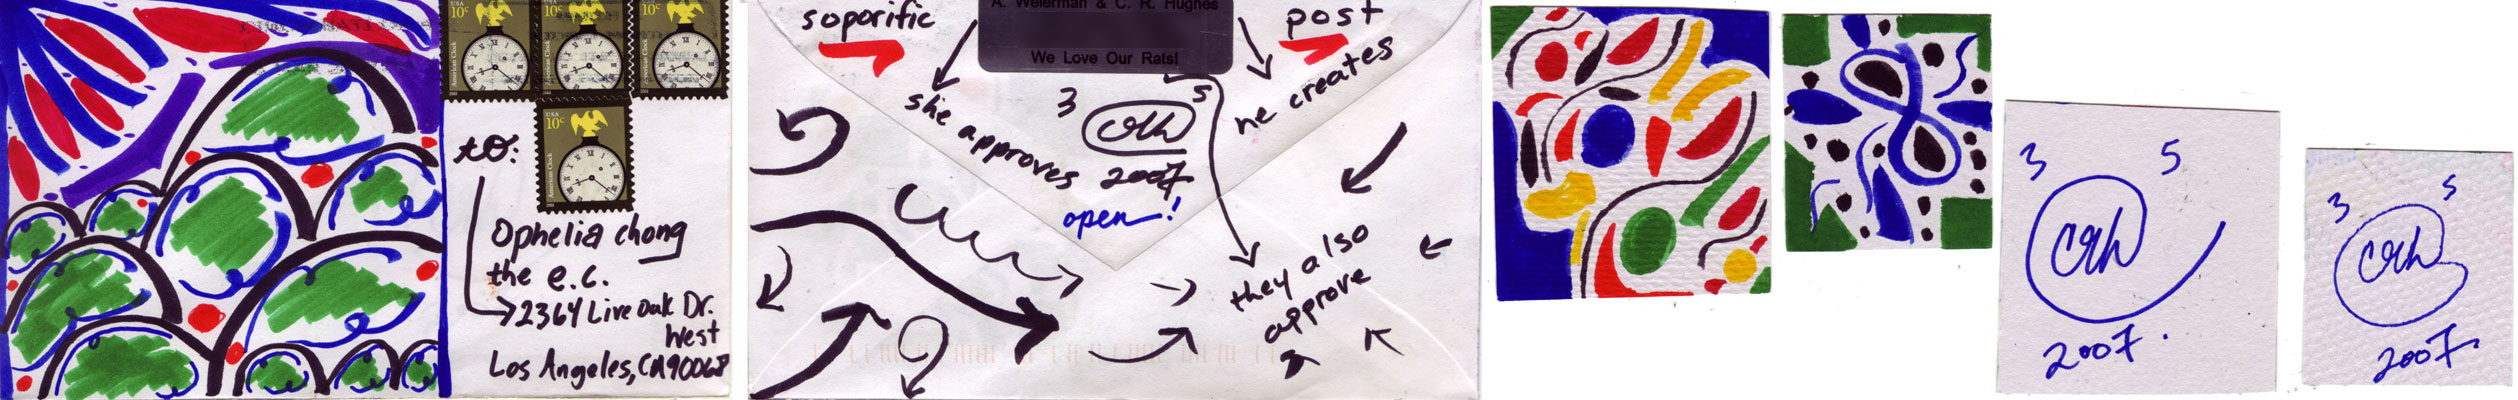 USA
10c
American Clock
USA
10c
American Clock
USA
10c
American Clock
USA
10c
American Clock
to:
Ophelia chong
the e.c.
2364 Live Oak Dr.
West
Los Angeles, CA 90068
A. Weierman & C. R. Hughes
We Love Our Rats!
soporific
post
she approves
he creates
3
5
crh
2007
open!
they also
approve
3
5
crh
2007.
3
5
crh
2007